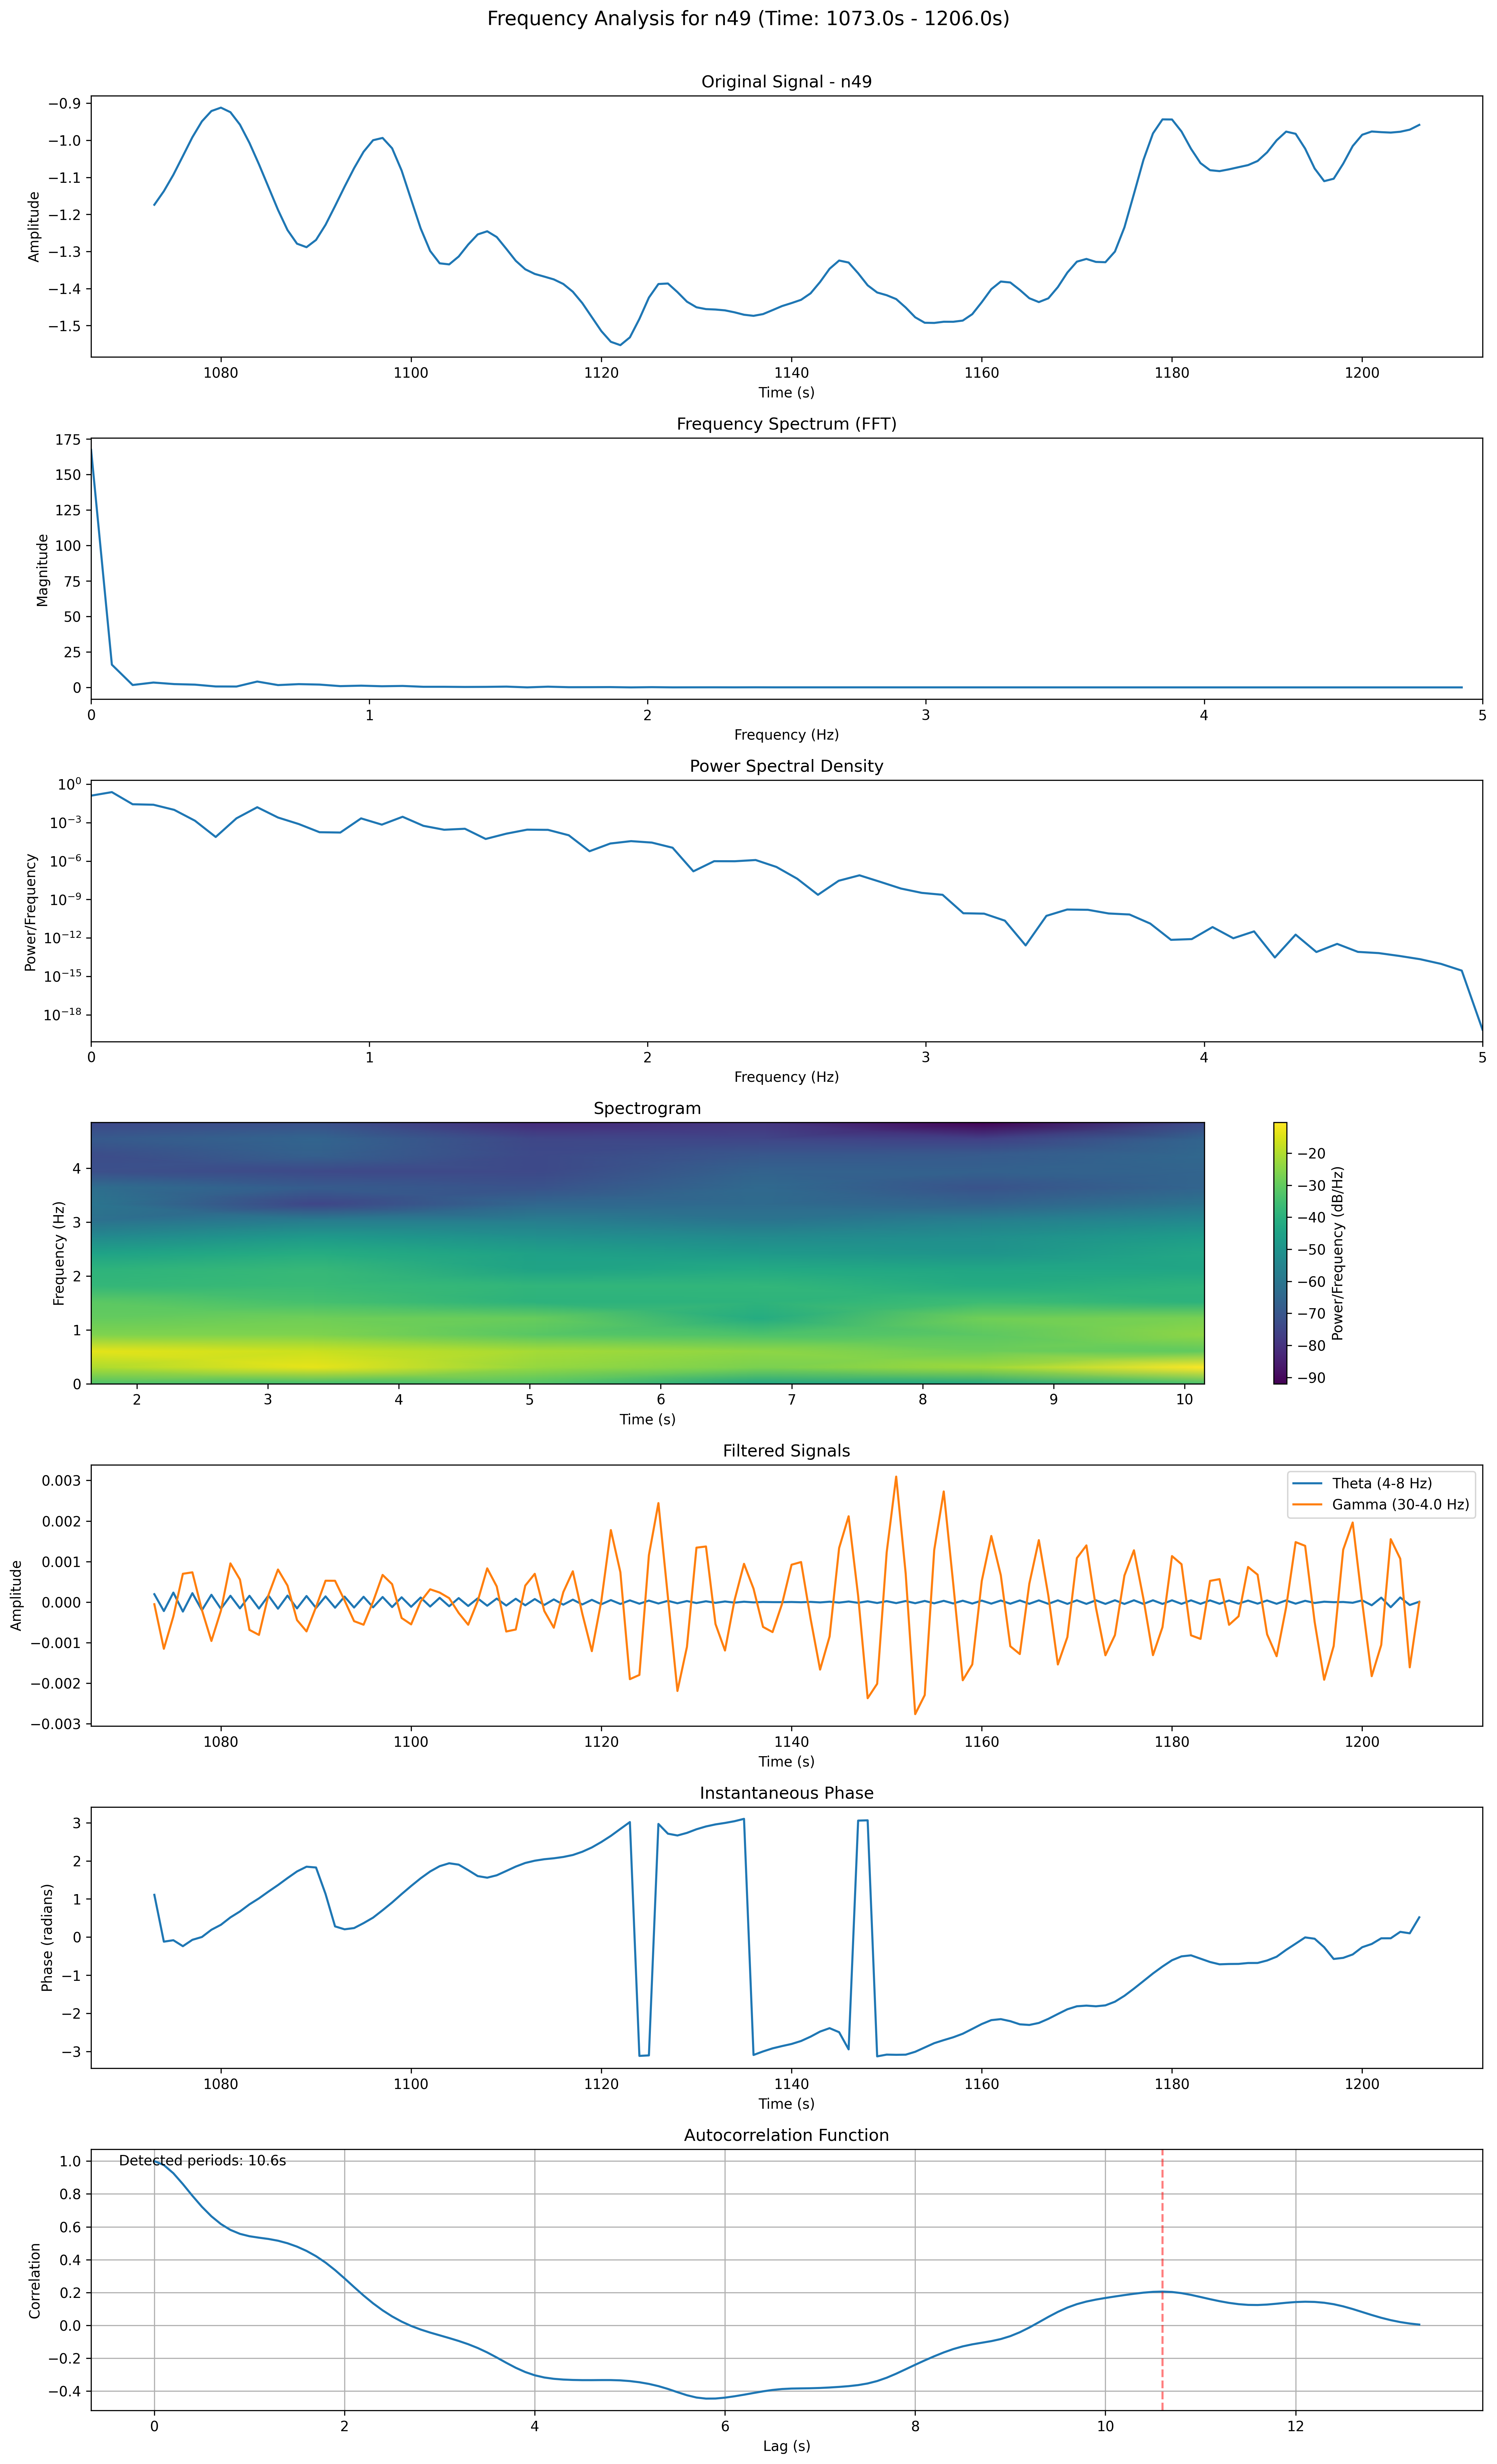 Frequency Analysis for n49 (Time: 1073.0s - 1206.0s)
Original Signal - n49
Amplitude
−0.9
−1.0
−1.1
−1.2
−1.3
−1.4
−1.5
1080 1100 1120 1140 1160 1180 1200
Time (s)
Frequency Spectrum (FFT)
Magnitude
175
150
125
100
75
50
25
0
0 1 2 3 4 5
Frequency (Hz)
Power Spectral Density
Power/Frequency
10⁰
10⁻³
10⁻⁶
10⁻⁹
10⁻¹²
10⁻¹⁵
10⁻¹⁸
0 1 2 3 4 5
Frequency (Hz)
Spectrogram
Frequency (Hz)
4
3
2
1
0
2 3 4 5 6 7 8 9 10
Time (s)
−20
−30
−40
−50
−60
−70
−80
−90
Power/Frequency (dB/Hz)
Filtered Signals
Amplitude
0.003
0.002
0.001
0.000
−0.001
−0.002
−0.003
Theta (4-8 Hz)
Gamma (30-4.0 Hz)
1080 1100 1120 1140 1160 1180 1200
Time (s)
Instantaneous Phase
Phase (radians)
3
2
1
0
−1
−2
−3
1080 1100 1120 1140 1160 1180 1200
Time (s)
Autocorrelation Function
Detected periods: 10.6s
Correlation
1.0
0.8
0.6
0.4
0.2
0.0
−0.2
−0.4
0 2 4 6 8 10 12
Lag (s)